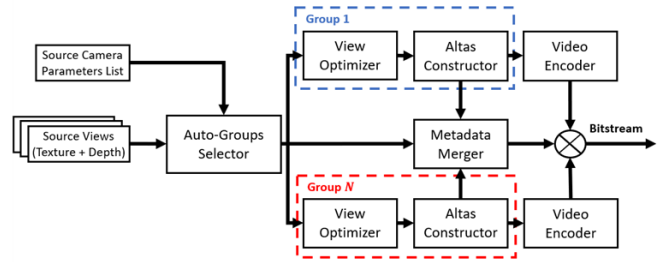 Group 1
View
Optimizer
Altas
Constructor
Video
Encoder
Source Camera
Parameters List
Source Views
(Texture + Depth)
Auto-Groups
Selector
Metadata
Merger
Bitstream
Group N
View
Optimizer
Altas
Constructor
Video
Encoder